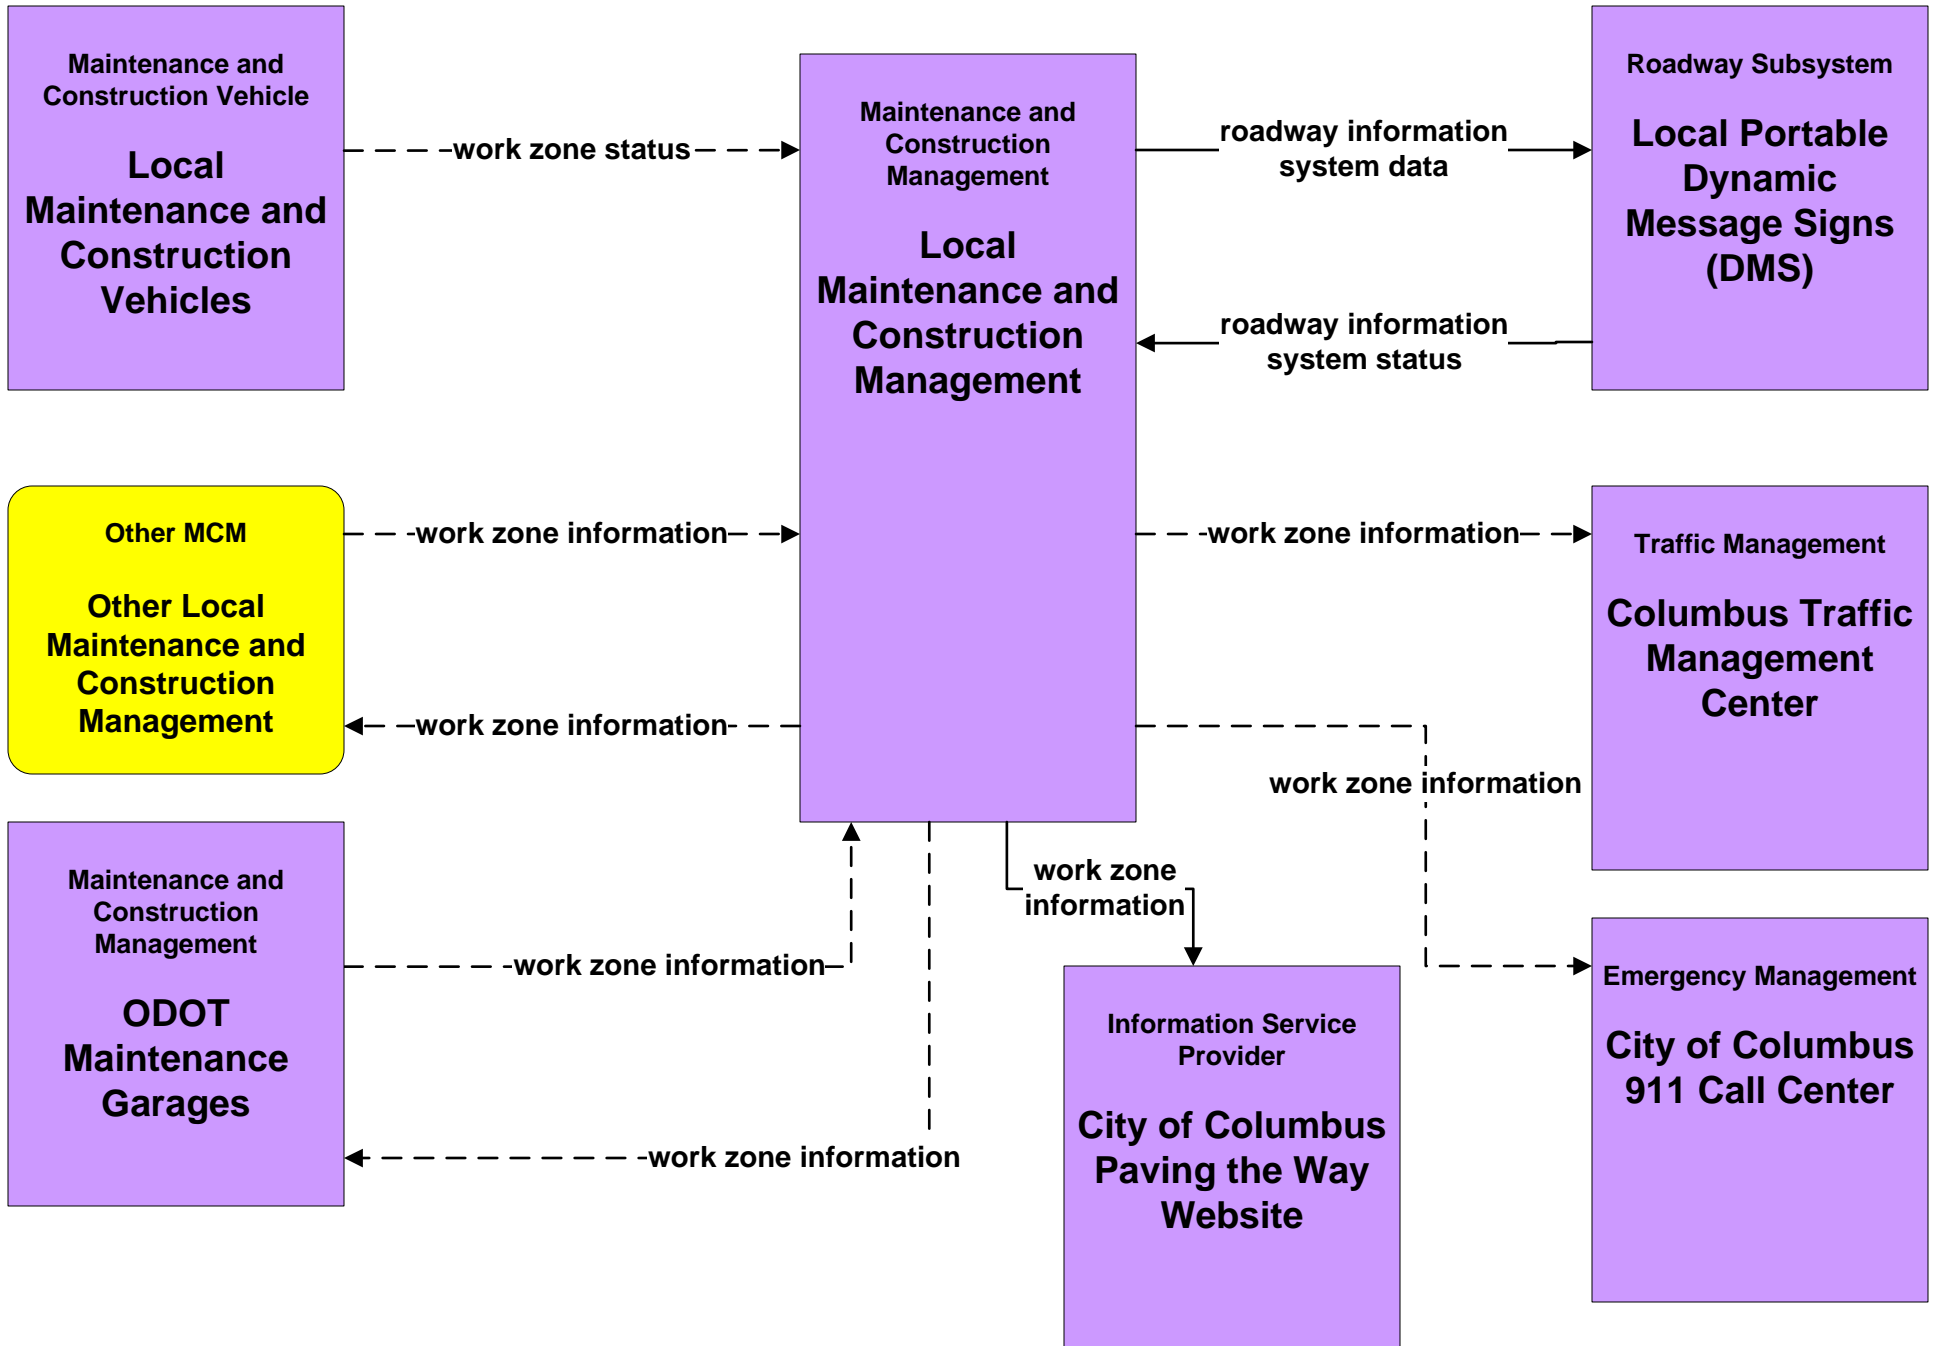 Maintenance and
Construction Vehicle
Local
Maintenance and
Construction
Vehicles
work zone status
Maintenance and
Construction
Management
Local
Maintenance and
Construction
Management
roadway information
system data
roadway information
system status
Roadway Subsystem
Local Portable
Dynamic
Message Signs
(DMS)
Other MCM
Other Local
Maintenance and
Construction
Management
work zone information
work zone information
work zone information
work zone information
Traffic Management
Columbus Traffic
Management
Center
Maintenance and
Construction
Management
ODOT
Maintenance
Garages
work zone information
work zone information
work zone
information
Information Service
Provider
City of Columbus
Paving the Way
Website
Emergency Management
City of Columbus
911 Call Center